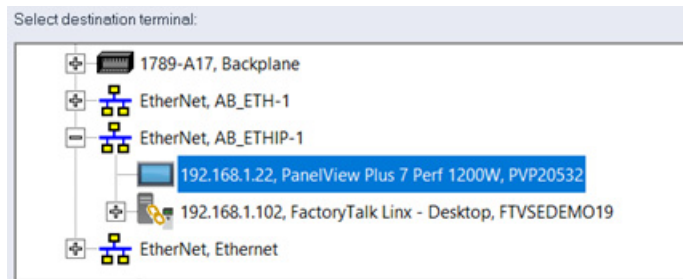 Select destination terminal:
1789-A17, Backplane
EtherNet, AB_ETH-1
EtherNet, AB_ETHIP-1
192.168.1.22, PanelView Plus 7 Perf 1200W, PVP20532
192.168.1.102, FactoryTalk Linx - Desktop, FTVSEDEMO19
EtherNet, Ethernet